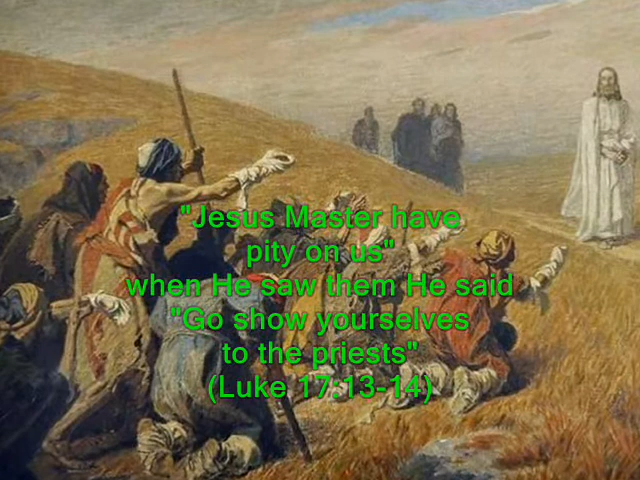 "Jesus Master have
pity on us"
when He saw them He said
"Go show yourselves
to the priests"
(Luke 17:13-14)